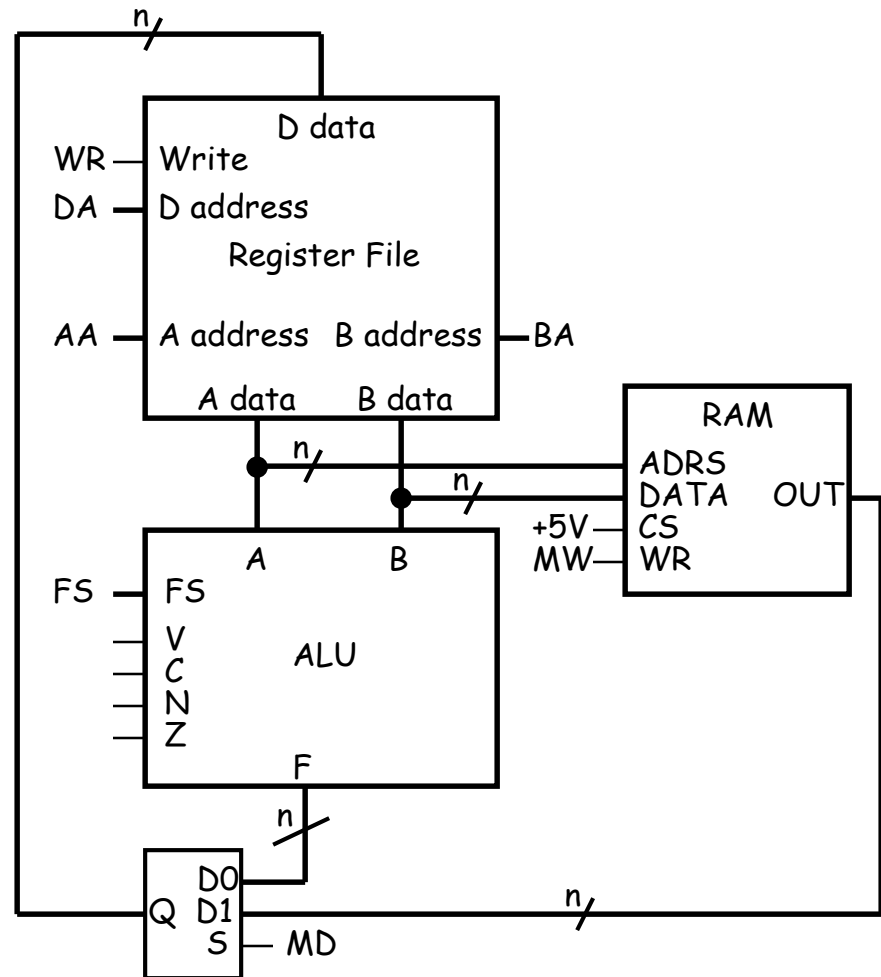 n
D data
WR Write
DA D address
Register File
AA A address B address BA
A data B data
RAM
n ADRS
n DATA OUT
+5V CS
A B MW WR
FS FS
V
ALU
C
N
Z
F
n
D0
Q D1 n
S MD